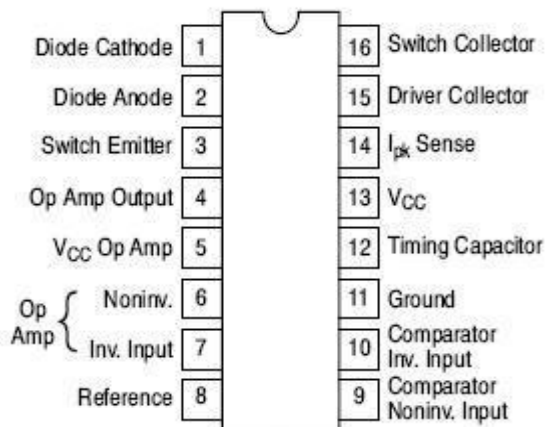 Diode Cathode 1
Diode Anode 2
Switch Emitter 3
Op Amp Output 4
VCC Op Amp 5
Op
Amp
Noninv. 6
Inv. Input 7
Reference 8
16 Switch Collector
15 Driver Collector
14 Ipk Sense
13 VCC
12 Timing Capacitor
11 Ground
10 Comparator
Inv. Input
9 Comparator
Noninv. Input